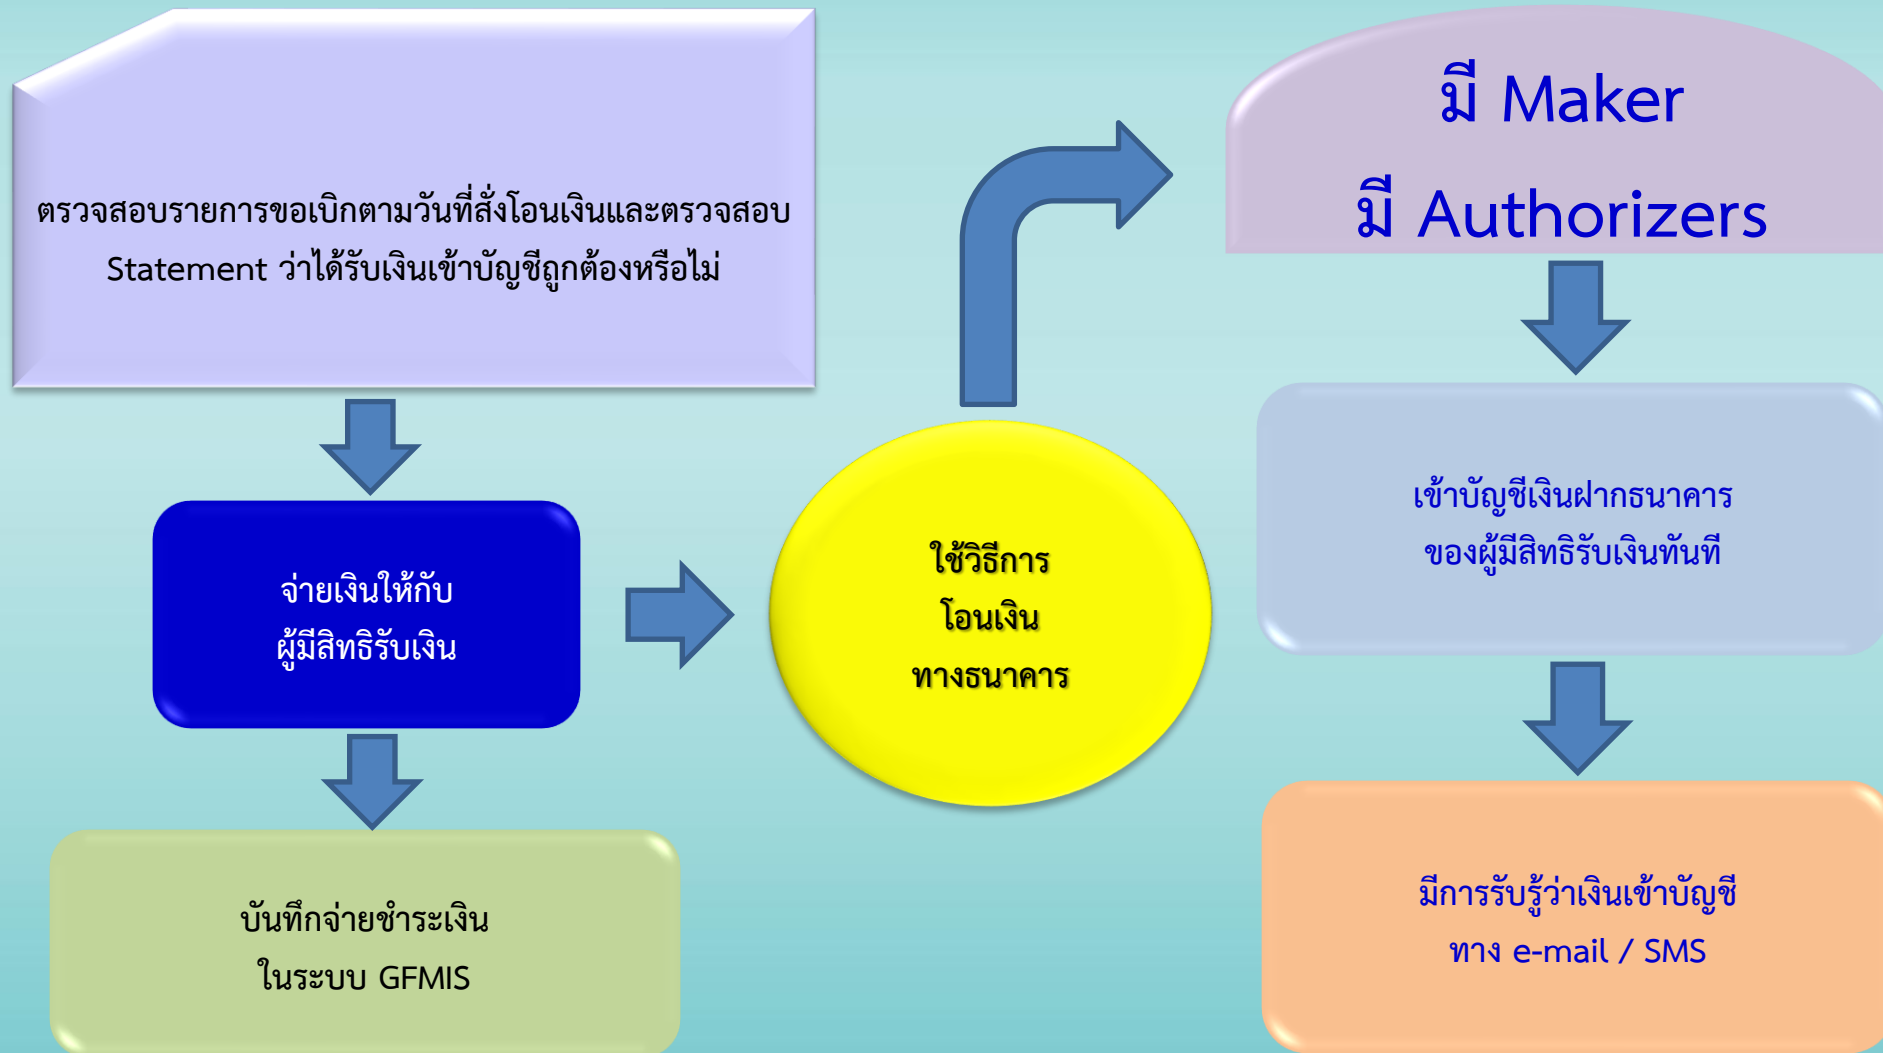 ตรวจสอบรายการขอเบิกตามวันที่สั่งโอนเงินและตรวจสอบ
Statement ว่าได้รับเงินเข้าบัญชีถูกต้องหรือไม่
จ่ายเงินให้กับ
ผู้มีสิทธิรับเงิน
บันทึกจ่ายชำระเงิน
ในระบบ GFMIS
ใช้วิธีการ
โอนเงิน
ทางธนาคาร
มี Maker
มี Authorizers
เข้าบัญชีเงินฝากธนาคาร
ของผู้มีสิทธิรับเงินทันที
มีการรับรู้ว่าเงินเข้าบัญชี
ทาง e-mail / SMS